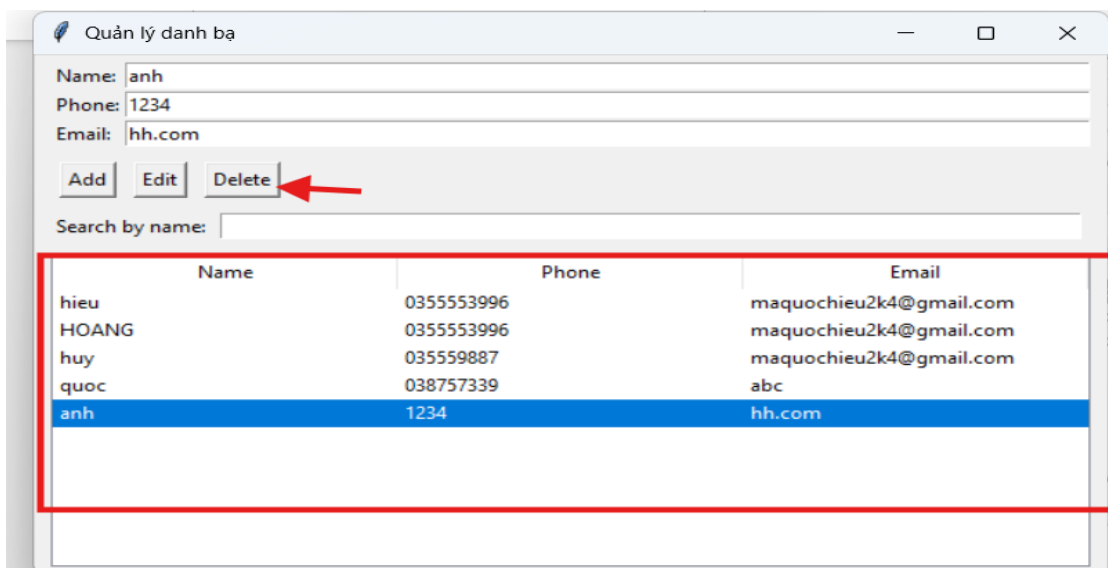 Quản lý danh bạ
Name: anh
Phone: 1234
Email: hh.com
Add Edit Delete
Search by name:
Name Phone Email
hieu 0355553996 maquochieu2k4@gmail.com
HOANG 0355553996 maquochieu2k4@gmail.com
huy 035559887 maquochieu2k4@gmail.com
quoc 038757339 abc
anh 1234 hh.com